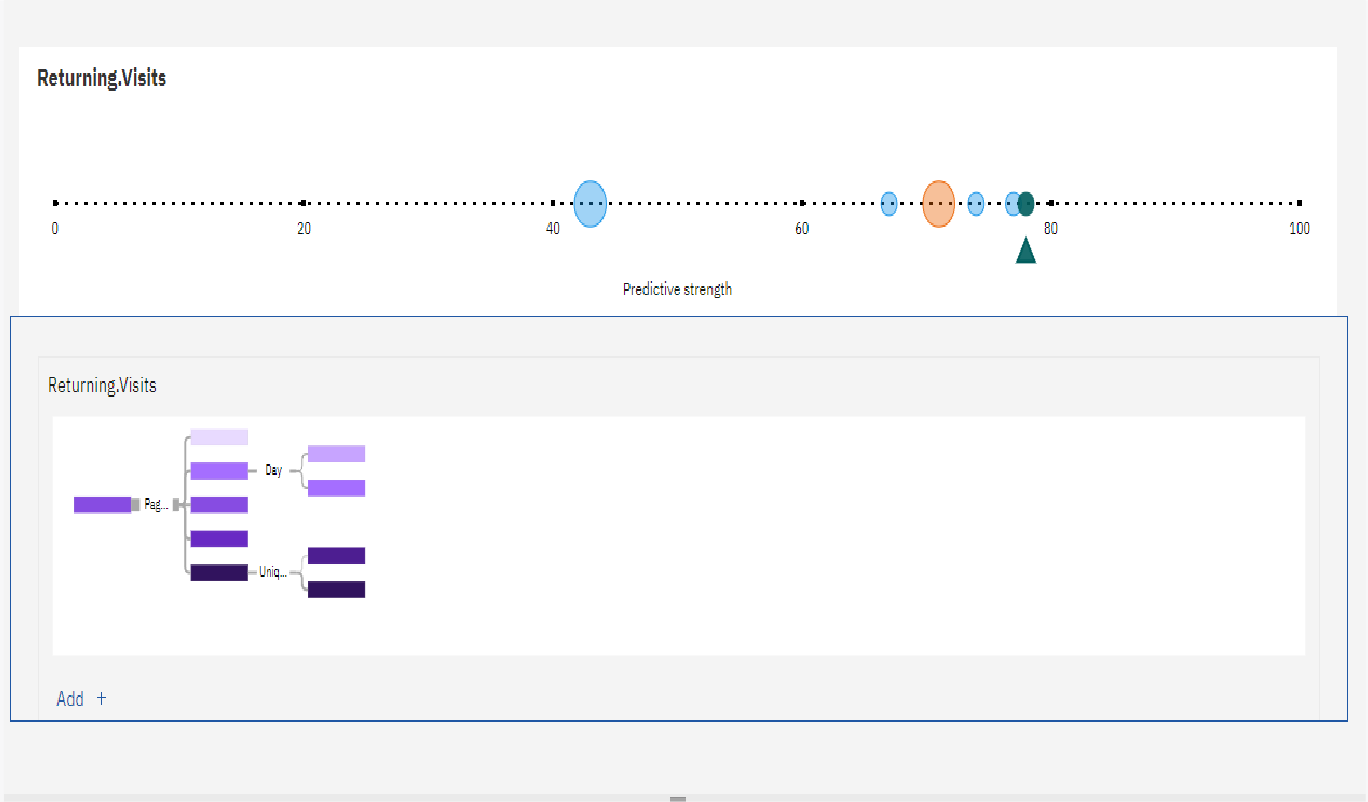 Returning.Visits
0 20 40 60 80 100
Predictive strength
Returning.Visits
Day
Pag...
Uniq...
Add +